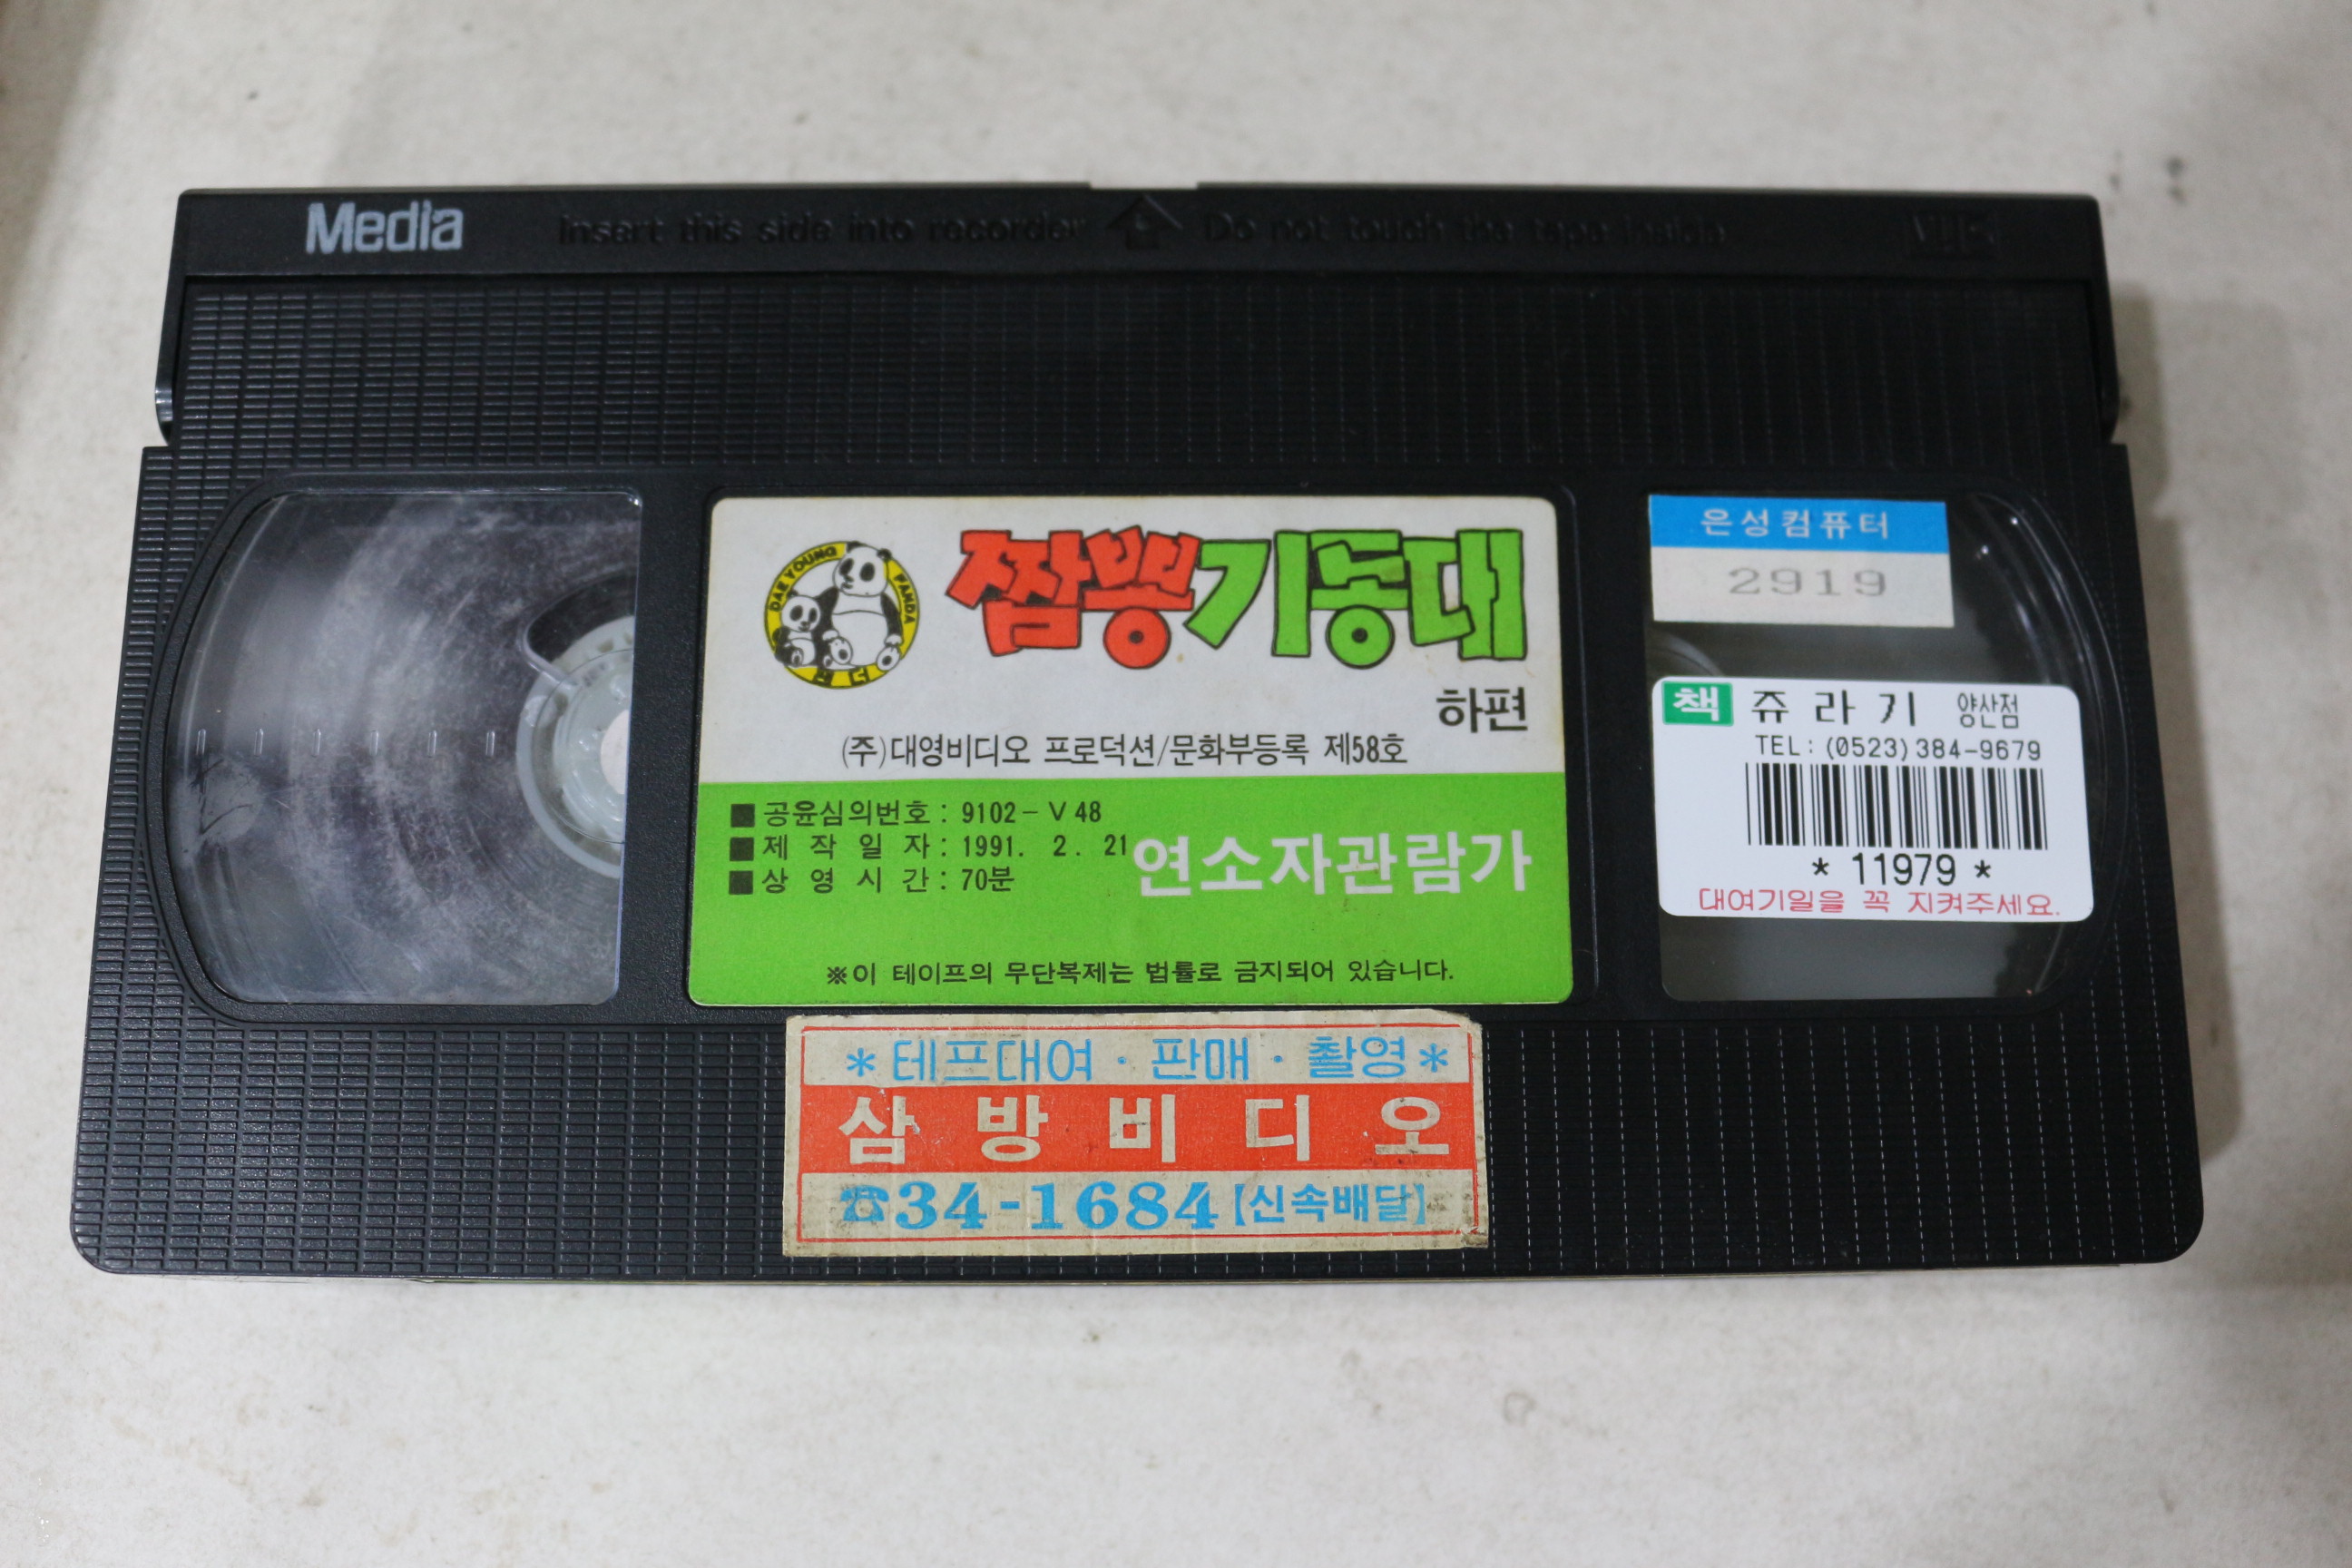 Media
Insert this side into recorder
Do not touch the tape inside
VHS
DAE YOUNG PANDA
짬뽕기동대
하편
(주)대영비디오 프로덕션/문화부등록 제58호
■공윤심의번호 : 9102-V48
■제작일자 : 1991. 2. 21
■상영시간 : 70분
연소자관람가
※이 테이프의 무단복제는 법률로 금지되어 있습니다.
은성컴퓨터
2919
책 쥬라기 양산점
TEL:(0523)384-9679
*11979*
대여기일을 꼭 지켜주세요.
*테프대여·판매·촬영*
삼방비디오
☎34-1684【신속배달】